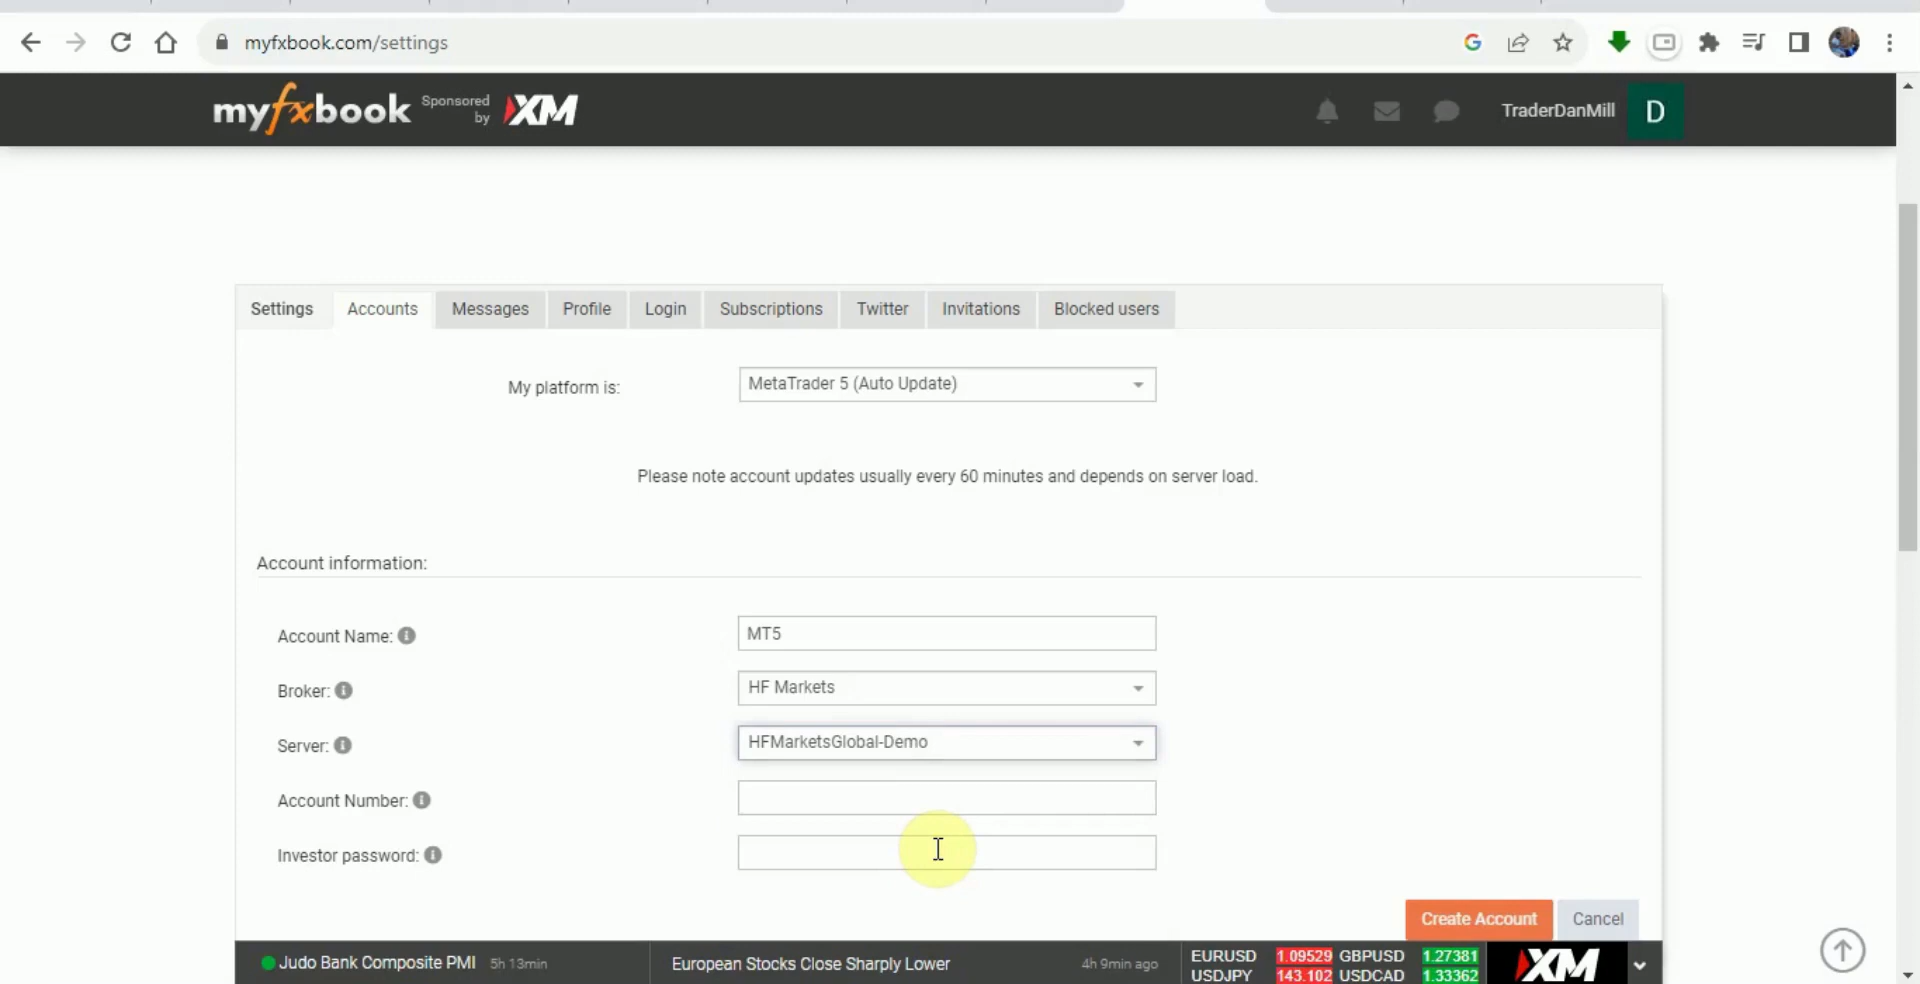 myfxbook.com/settings
myfxbook Sponsored by XM
TraderDanMill D
Settings Accounts Messages Profile Login Subscriptions Twitter Invitations Blocked users
My platform is: MetaTrader 5 (Auto Update)
Please note account updates usually every 60 minutes and depends on server load.
Account information:
Account Name: MT5
Broker: HF Markets
Server: HFMarketsGlobal-Demo
Account Number:
Investor password:
Create Account Cancel
Judo Bank Composite PMI 5h 13min European Stocks Close Sharply Lower 4h 9min ago EURUSD 1.09529 GBPUSD 1.27381 XM
USDJPY 143.102 USDCAD 1.33362